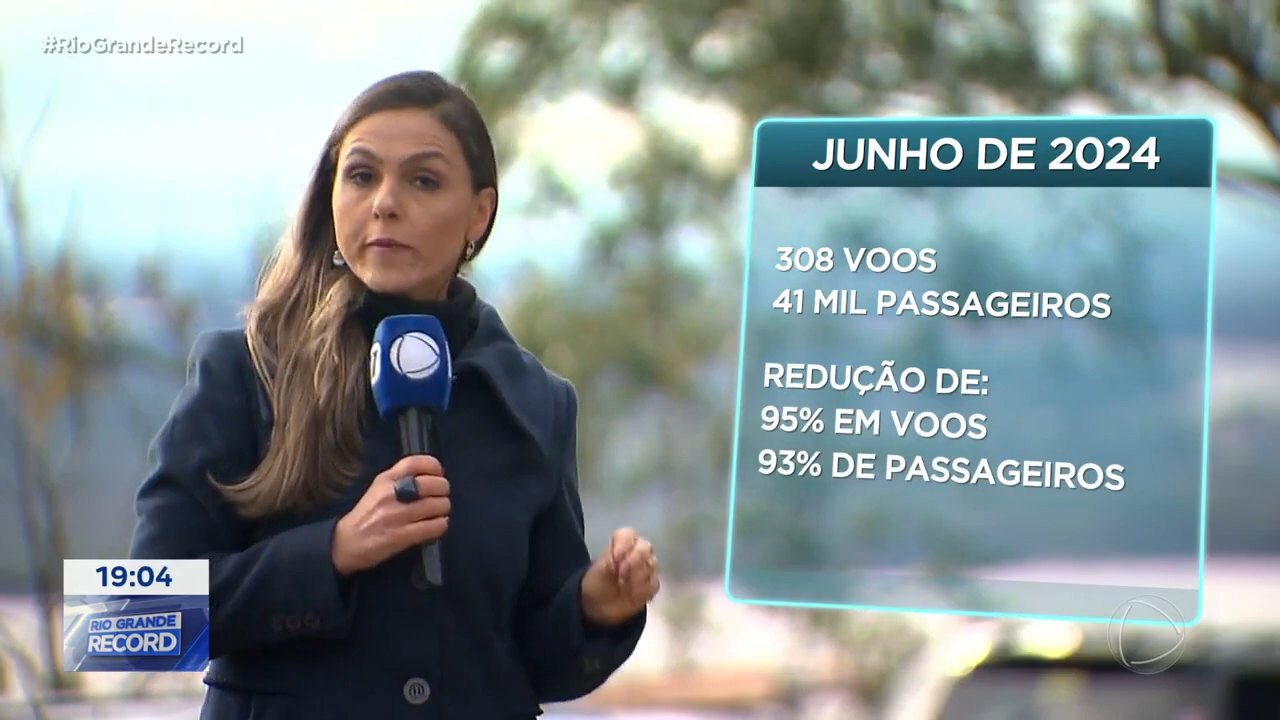 #RioGrandeRecord
JUNHO DE 2024
308 VOOS
41 MIL PASSAGEIROS
REDUÇÃO DE:
95% EM VOOS
93% DE PASSAGEIROS
19:04
RIO GRANDE
RECORD